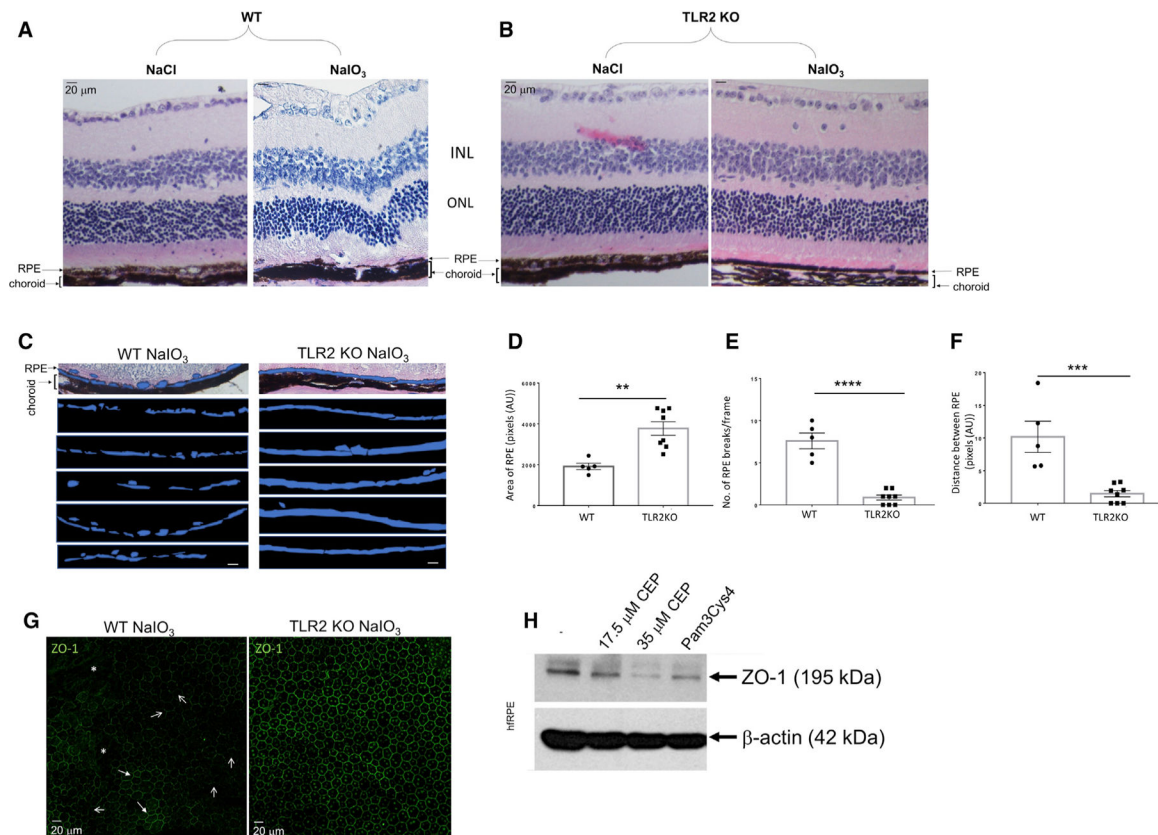 A
WT
NaCl
NaIO3
20 μm
RPE
choroid
INL
ONL
RPE
choroid
B
TLR2 KO
NaCl
NaIO3
20 μm
RPE
choroid
C
WT NaIO3
TLR2 KO NaIO3
RPE
choroid
D
**
Area of RPE (pixels (AU))
6000
4000
2000
0
WT
TLR2KO
E
****
No. of RPE breaks/frame
15
10
5
0
WT
TLR2KO
F
***
Distance between RPE
(pixels (AU))
20
15
10
5
0
WT
TLR2KO
G
WT NaIO3
TLR2 KO NaIO3
ZO-1
ZO-1
*
*
20 μm
20 μm
H
-
17.5 μM CEP
35 μM CEP
Pam3Cys4
hfRPE
ZO-1 (195 kDa)
β-actin (42 kDa)